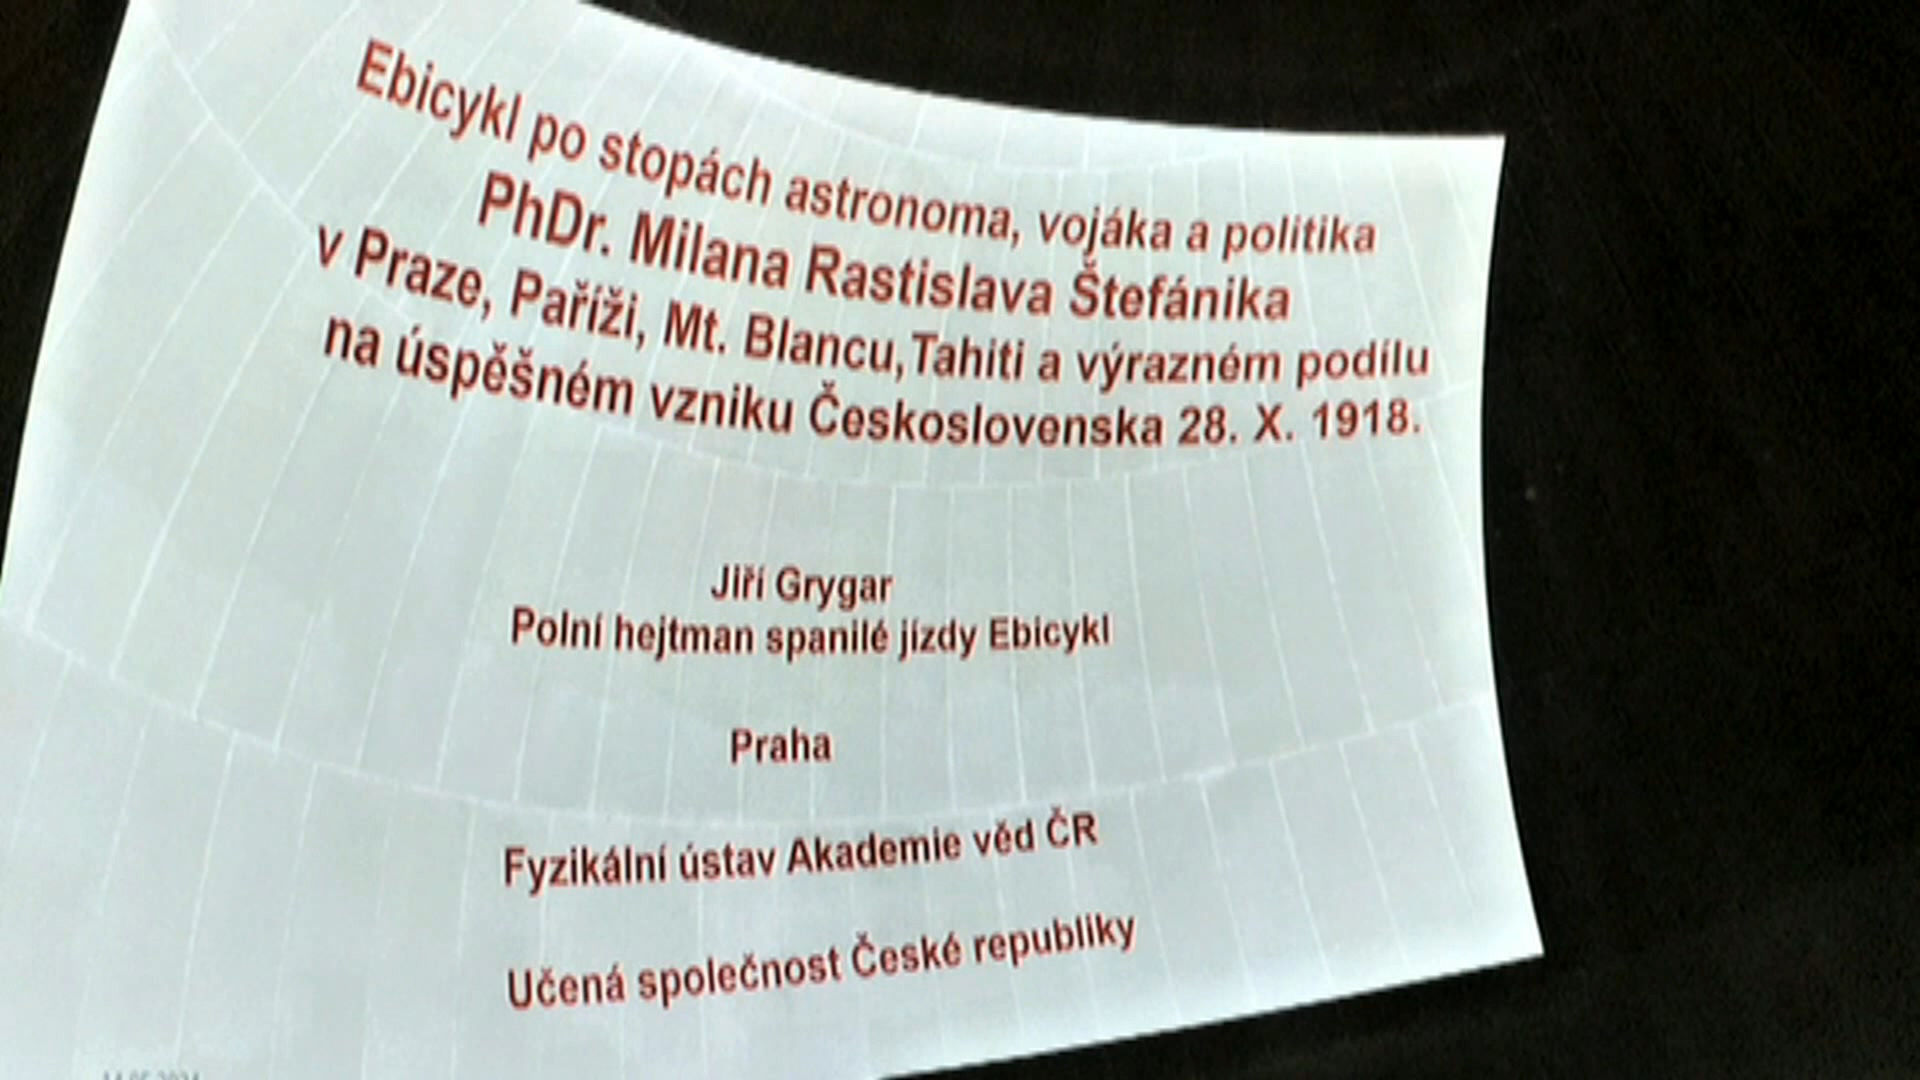 Ebicykl po stopách astronoma, vojáka a politika
PhDr. Milana Rastislava Štefánika
v Praze, Paříži, Mt. Blancu,Tahiti a výrazném podílu
na úspěšném vzniku Československa 28. X. 1918.
Jiří Grygar
Polní hejtman spanilé jízdy Ebicykl
Praha
Fyzikální ústav Akademie věd ČR
Učená společnost České republiky